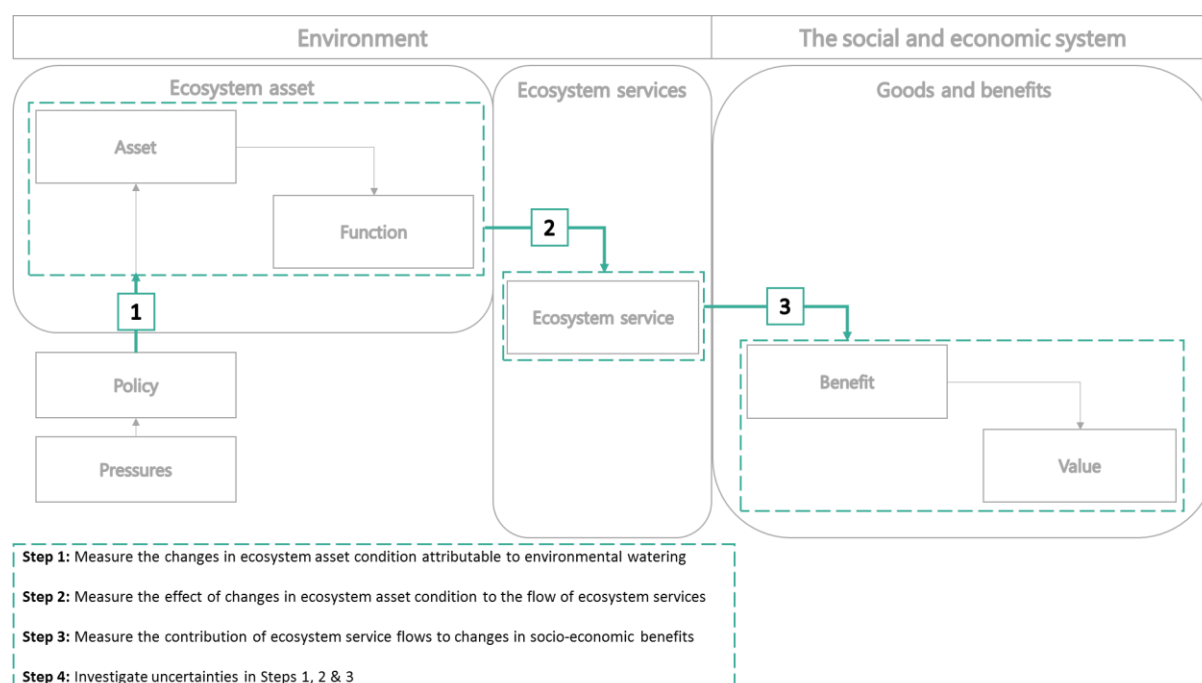 Environment
The social and economic system
Ecosystem asset
Ecosystem services
Goods and benefits
Asset
Function
2
Ecosystem service
1
3
Policy
Benefit
Pressures
Value
Step 1: Measure the changes in ecosystem asset condition attributable to environmental watering
Step 2: Measure the effect of changes in ecosystem asset condition to the flow of ecosystem services
Step 3: Measure the contribution of ecosystem service flows to changes in socio-economic benefits
Step 4: Investigate uncertainties in Steps 1, 2 & 3